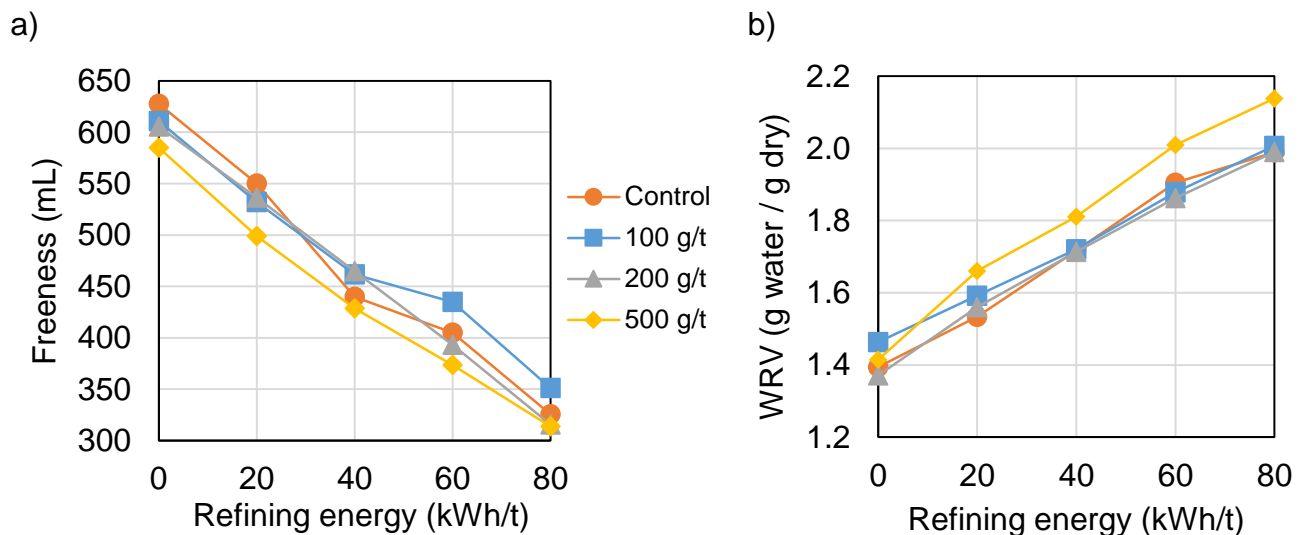 a)
Freeness (mL)
650
600
550
500
450
400
350
300
0 20 40 60 80
Refining energy (kWh/t)
Control
100 g/t
200 g/t
500 g/t
b)
WRV (g water / g dry)
2.2
2.0
1.8
1.6
1.4
1.2
0 20 40 60 80
Refining energy (kWh/t)